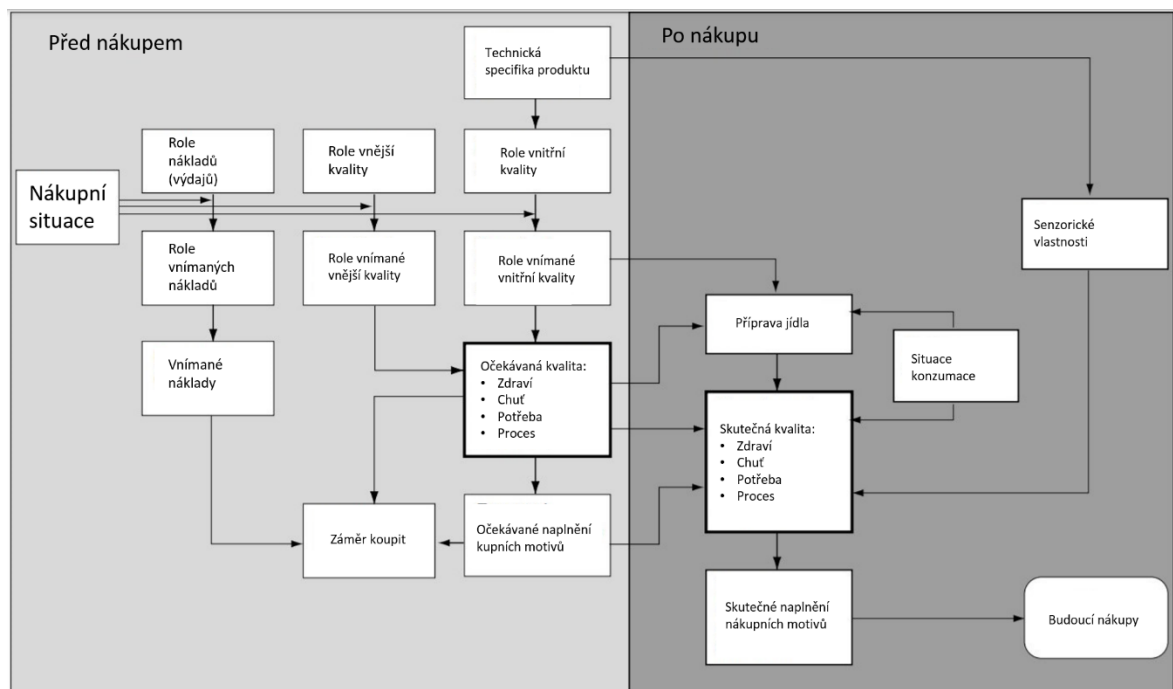 Před nákupem
Po nákupu
Technická
specifika produktu
Role
nákladů
(výdajů)
Role vnější
kvality
Role vnitřní
kvality
Nákupní
situace
Role
vnímaných
nákladů
Role vnímané
vnější kvality
Role vnímané
vnitřní kvality
Senzorické
vlastnosti
Příprava jídla
Situace
konzumace
Vnímané
náklady
Očekávaná kvalita:
• Zdraví
• Chuť
• Potřeba
• Proces
Skutečná kvalita:
• Zdraví
• Chuť
• Potřeba
• Proces
Záměr koupit
Očekávané naplnění
kupních motivů
Skutečné naplnění
nákupních motivů
Budoucí nákupy